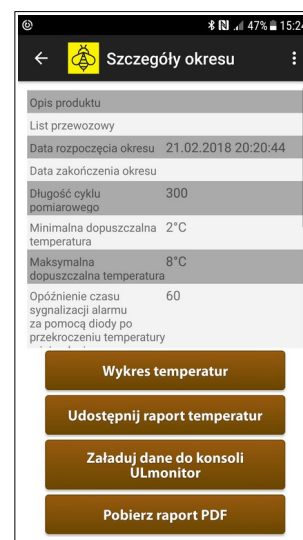 47% 15:24
Szczegóły okresu
Opis produktu
List przewozowy
Data rozpoczęcia okresu 21.02.2018 20:20:44
Data zakończenia okresu
Długość cyklu 300
pomiarowego
Minimalna dopuszczalna 2°C
temperatura
Maksymalna 8°C
dopuszczalna temperatura
Opóźnienie czasu 60
sygnalizacji alarmu
za pomocą diody po
przekroczeniu temperatury
Wykres temperatur
Udostępnij raport temperatur
Załaduj dane do konsoli
ULmonitor
Pobierz raport PDF